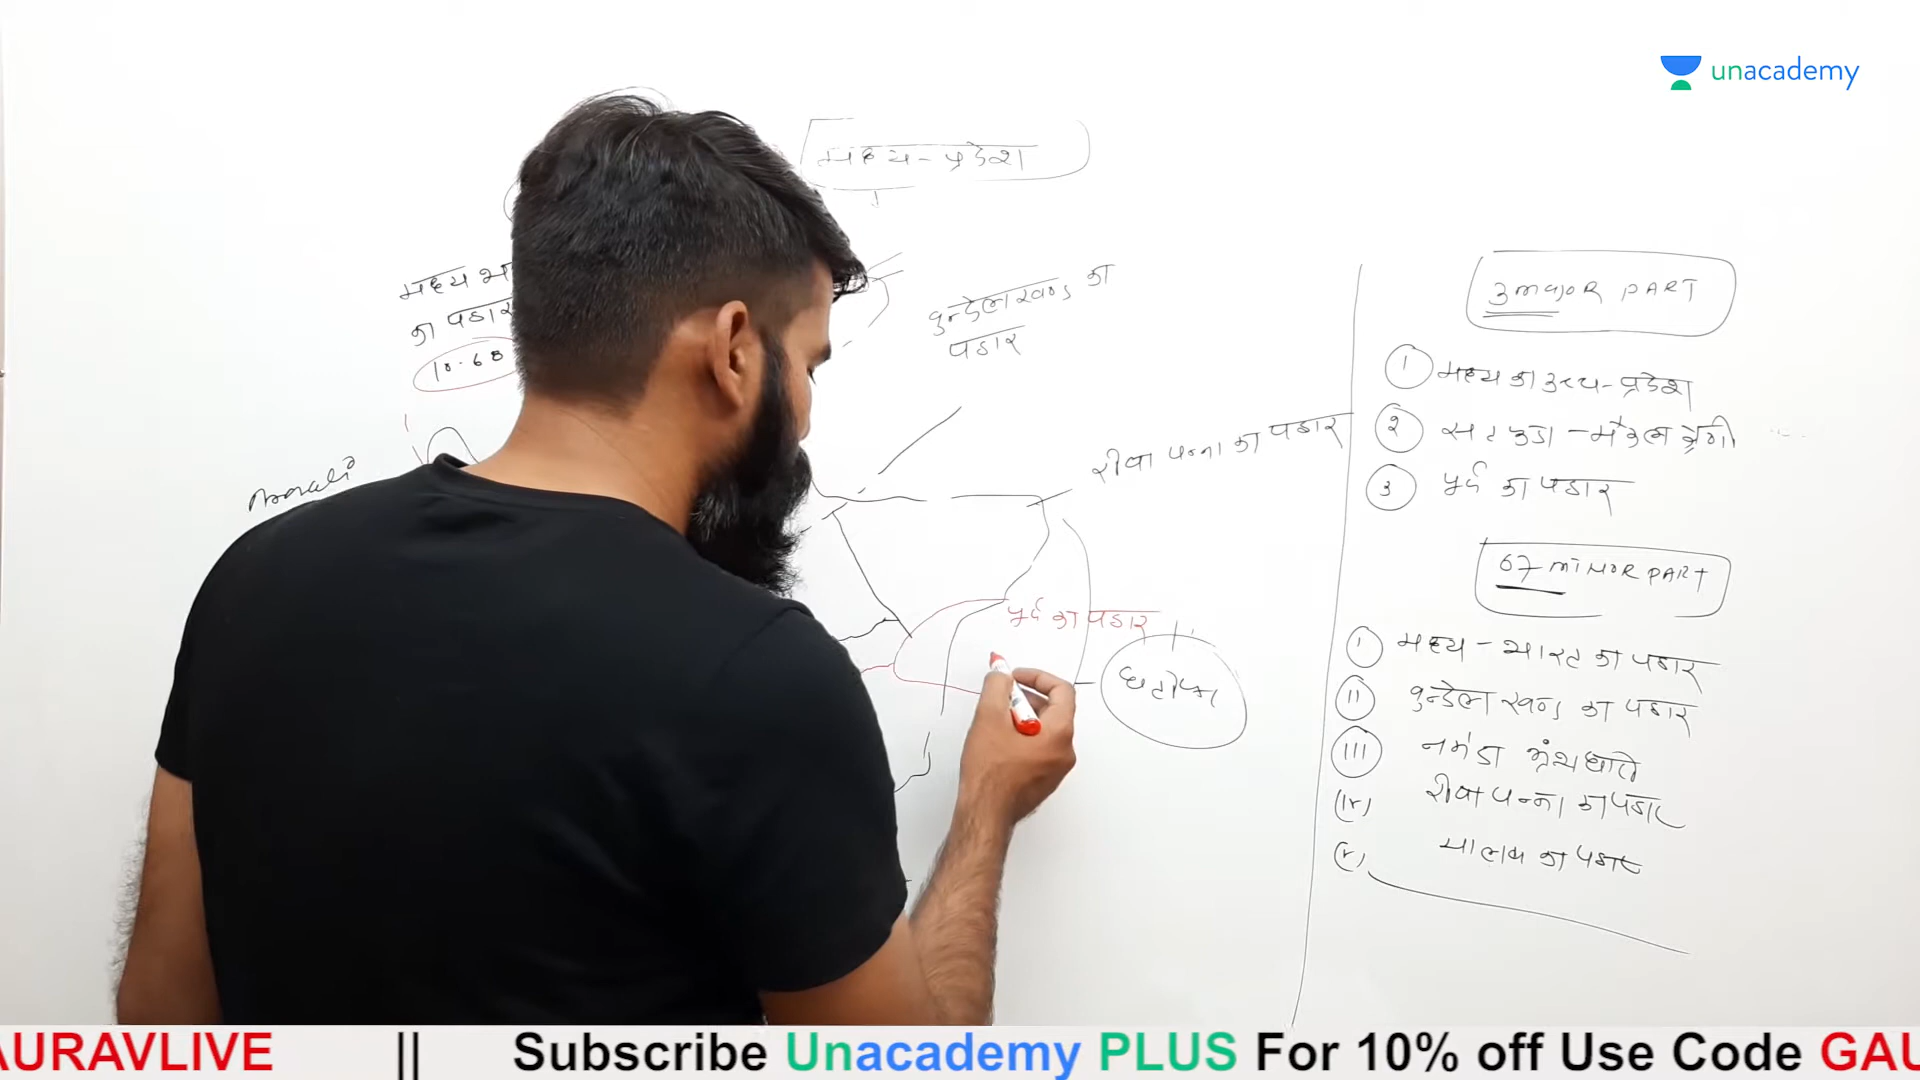 unacademy
मध्य-प्रदेश
मध्य भा
का पठार
10.68
बुन्देलखण्ड का
पठार
रीवा पन्ना का पठार
पूर्व का पठार
3 major PART
1 मध्य का उच्च-प्रदेश
2 सतपुड़ा-मैकल श्रेणी
3 पूर्व का पठार
07 MINOR PART
I मध्य-भारत का पठार
II बुन्देलखण्ड का पठार
III नर्मदा भ्रंश घाटी
(IV) रीवा पन्ना का पठार
(V) मालवा का पठार
AURAVLIVE || Subscribe Unacademy PLUS For 10% off Use Code GAU